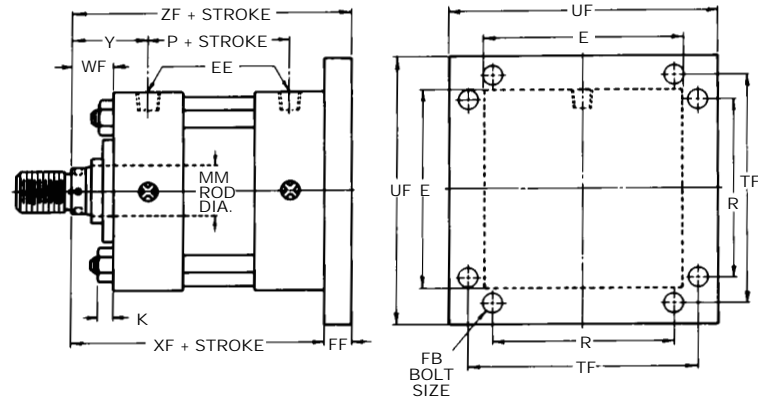 ZF + STROKE
UF
Y
P + STROKE
E
WF
EE
MM
ROD
DIA.
UF
E
R
TF
K
XF + STROKE
FF
FB
BOLT
SIZE
R
TF